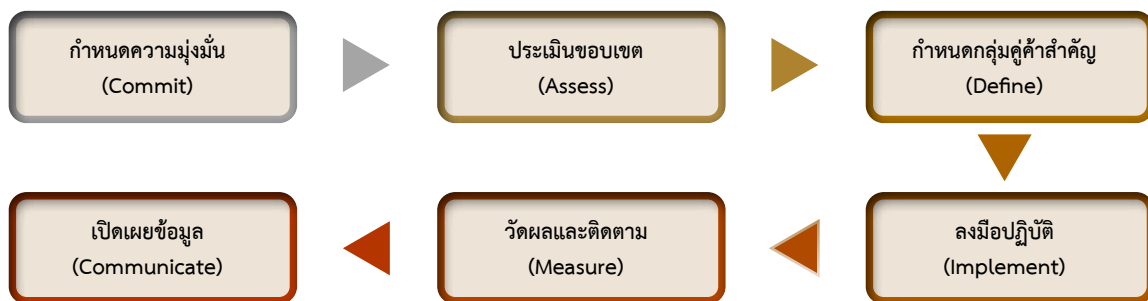 กำหนดความมุ่งมั่น
(Commit)
ประเมินขอบเขต
(Assess)
กำหนดกลุ่มคู่ค้าสำคัญ
(Define)
ลงมือปฏิบัติ
(Implement)
วัดผลและติดตาม
(Measure)
เปิดเผยข้อมูล
(Communicate)